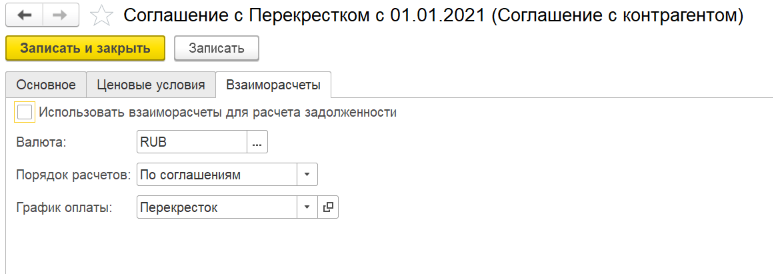 Соглашение с Перекрестком с 01.01.2021 (Соглашение с контрагентом)
Записать и закрыть Записать
Основное Ценовые условия Взаиморасчеты
Использовать взаиморасчеты для расчета задолженности
Валюта: RUB ...
Порядок расчетов: По соглашениям
График оплаты: Перекресток